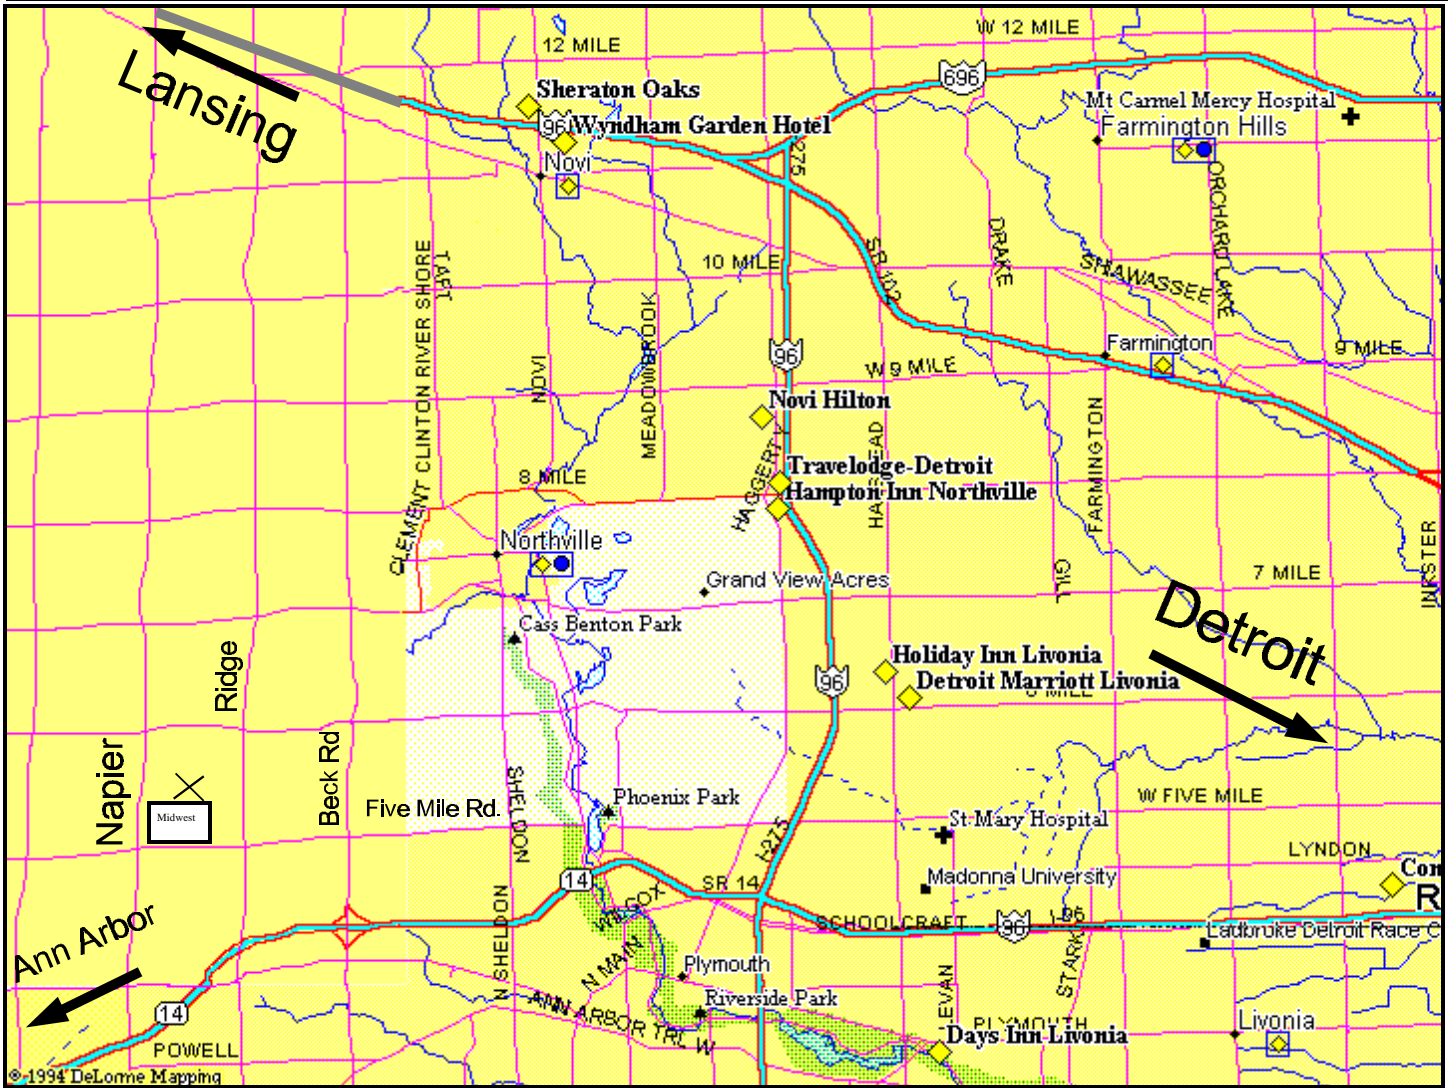 W 12 MILE
12 MILE
Lansing
696
Sheraton Oaks
Mt Carmel Mercy Hospital
96
Wyndham Garden Hotel
Farmington Hills
Novi
275
ORCHARD LAKE
DRAKE
SR 102
TAFT
CLEMENT CLINTON RIVER SHORE
10 MILE
SHIAWASSEE
MEADOWBROOK
Farmington
9 MILE
96
W 9 MILE
NOVI
Novi Hilton
FARMINGTON
HAGGERTY
Travelodge-Detroit
8 MILE
Hampton Inn Northville
INKSTER
Northville
GILL
7 MILE
Grand View Acres
Detroit
Cass Benton Park
Ridge
Holiday Inn Livonia
96
Detroit Marriott Livonia
MILE
Napier
Beck Rd
SHELDON
Phoenix Park
W FIVE MILE
Five Mile Rd.
Midwest
St Mary Hospital
I-275
LYNDON
Madonna University
14
SR 14
Con
R
WILCOX
SCHOOLCRAFT
96
I-96
Ladbroke Detroit Race C
Ann Arbor
N SHELDON
N MAIN
Plymouth
STARK
LEVAN
ANN ARBOR TRL W
Riverside Park
14
PLYMOUTH
Livonia
Days Inn Livonia
POWELL
© 1994 DeLorme Mapping